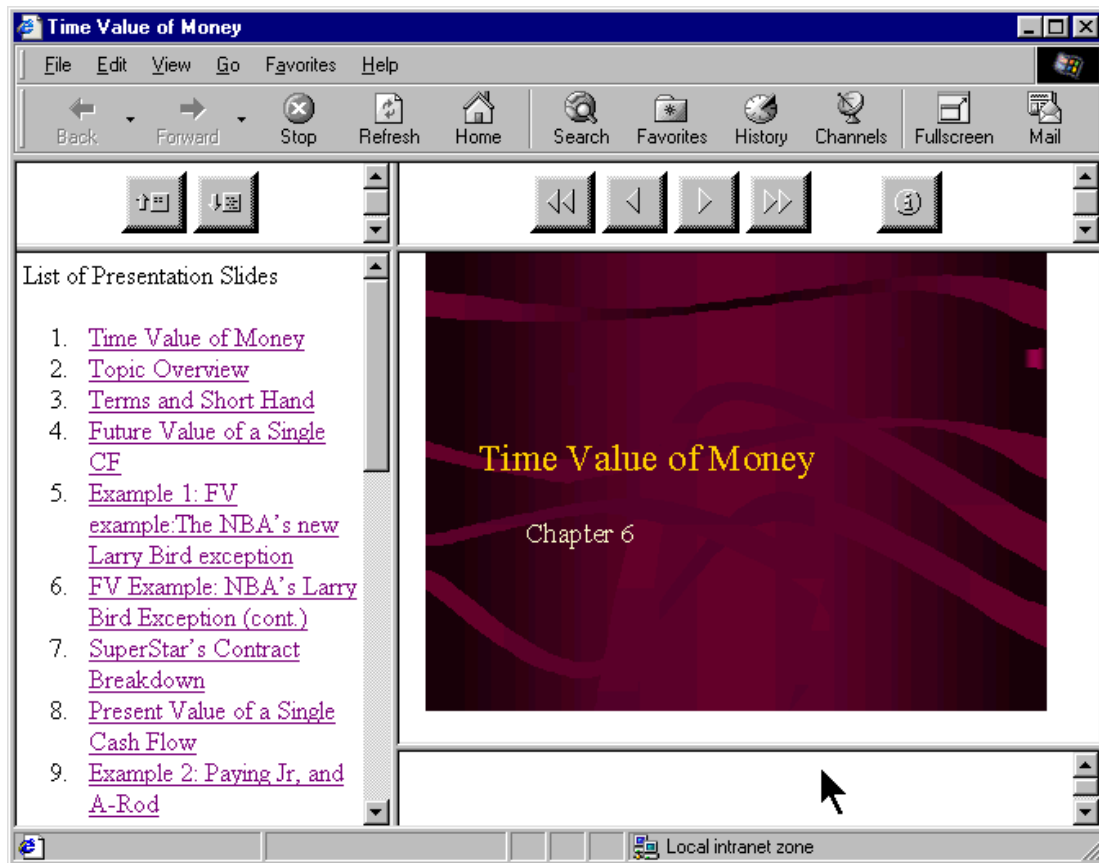 Time Value of Money
File Edit View Go Favorites Help
Back Forward Stop Refresh Home Search Favorites History Channels Fullscreen Mail
List of Presentation Slides
1. Time Value of Money
2. Topic Overview
3. Terms and Short Hand
4. Future Value of a Single
CF
5. Example 1: FV
example:The NBA's new
Larry Bird exception
6. FV Example: NBA's Larry
Bird Exception (cont.)
7. SuperStar's Contract
Breakdown
8. Present Value of a Single
Cash Flow
9. Example 2: Paying Jr, and
A-Rod
Time Value of Money
Chapter 6
Local intranet zone